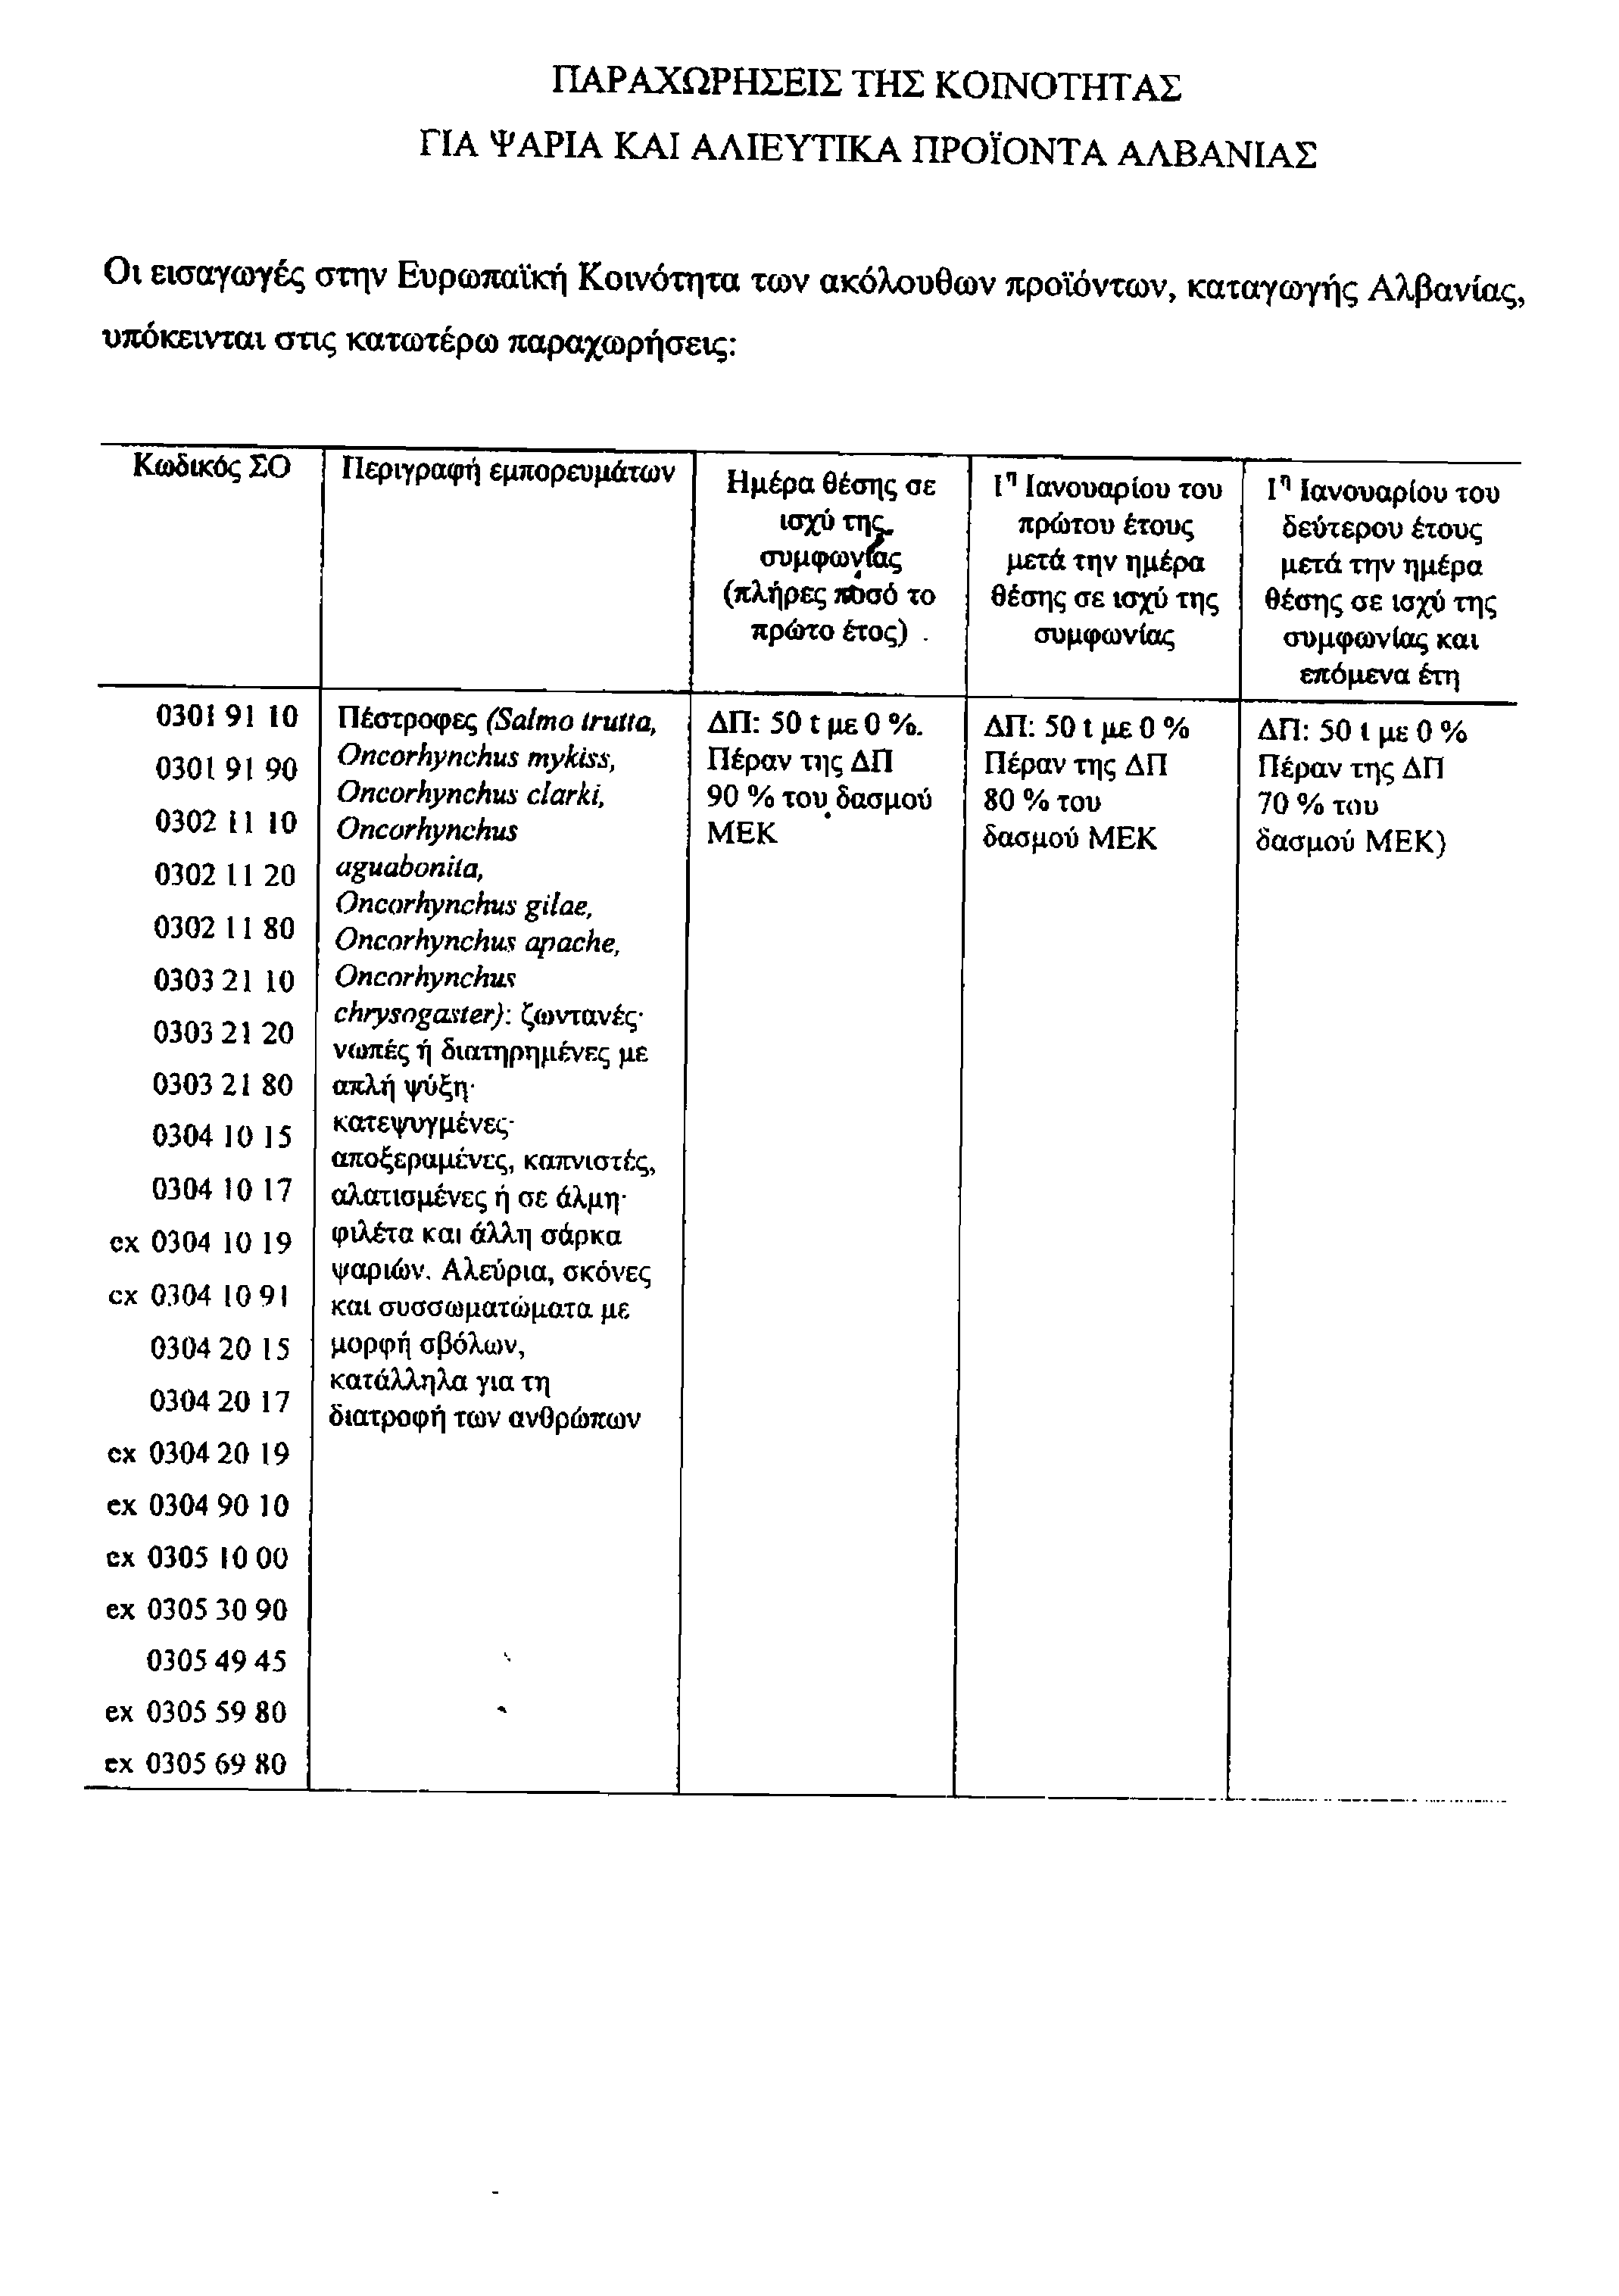 ΠΑΡΑΧΩΡΗΣΕΙΣ ΤΗΣ ΚΟΙΝΟΤΗΤΑΣ
ΓΙΑ ΨΑΡΙΑ ΚΑΙ ΑΛΙΕΥΤΙΚΑ ΠΡΟΪΟΝΤΑ ΑΛΒΑΝΙΑΣ
Οι εισαγωγές στην Ευρωπαϊκή Κοινότητα των ακόλουθων προϊόντων, καταγωγής Αλβανίας,
υπόκεινται στις κατωτέρω παραχωρήσεις:
Κωδικός ΣΟ
Περιγραφή εμπορευμάτων
Ημέρα θέσης σε
ισχύ της
συμφωνίας
(πλήρες ποσό το
πρώτο έτος)
1η Ιανουαρίου του
πρώτου έτους
μετά την ημέρα
θέσης σε ισχύ της
συμφωνίας
1η Ιανουαρίου του
δεύτερου έτους
μετά την ημέρα
θέσης σε ισχύ της
συμφωνίας και
επόμενα έτη
0301 91 10
0301 91 90
0302 11 10
0302 11 20
0302 11 80
0303 21 10
0303 21 20
0303 21 80
0304 10 15
0304 10 17
ex 0304 10 19
ex 0304 10 91
0304 20 15
0304 20 17
ex 0304 20 19
ex 0304 90 10
ex 0305 10 00
ex 0305 30 90
0305 49 45
ex 0305 59 80
ex 0305 69 80
Πέστροφες (Salmo trutta,
Oncorhynchus mykiss,
Oncorhynchus clarki,
Oncorhynchus
aguabonita,
Oncorhynchus gilae,
Oncorhynchus apache,
Oncorhynchus
chrysogaster): ζωντανές·
νωπές ή διατηρημένες με
απλή ψύξη·
κατεψυγμένες·
αποξεραμένες, καπνιστές,
αλατισμένες ή σε άλμη·
φιλέτα και άλλη σάρκα
ψαριών. Αλεύρια, σκόνες
και συσσωματώματα με
μορφή σβόλων,
κατάλληλα για τη
διατροφή των ανθρώπων
ΔΠ: 50 t με 0 %.
Πέραν της ΔΠ
90 % του δασμού
ΜΕΚ
ΔΠ: 50 t με 0 %
Πέραν της ΔΠ
80 % του
δασμού ΜΕΚ
ΔΠ: 50 t με 0 %
Πέραν της ΔΠ
70 % του
δασμού ΜΕΚ)